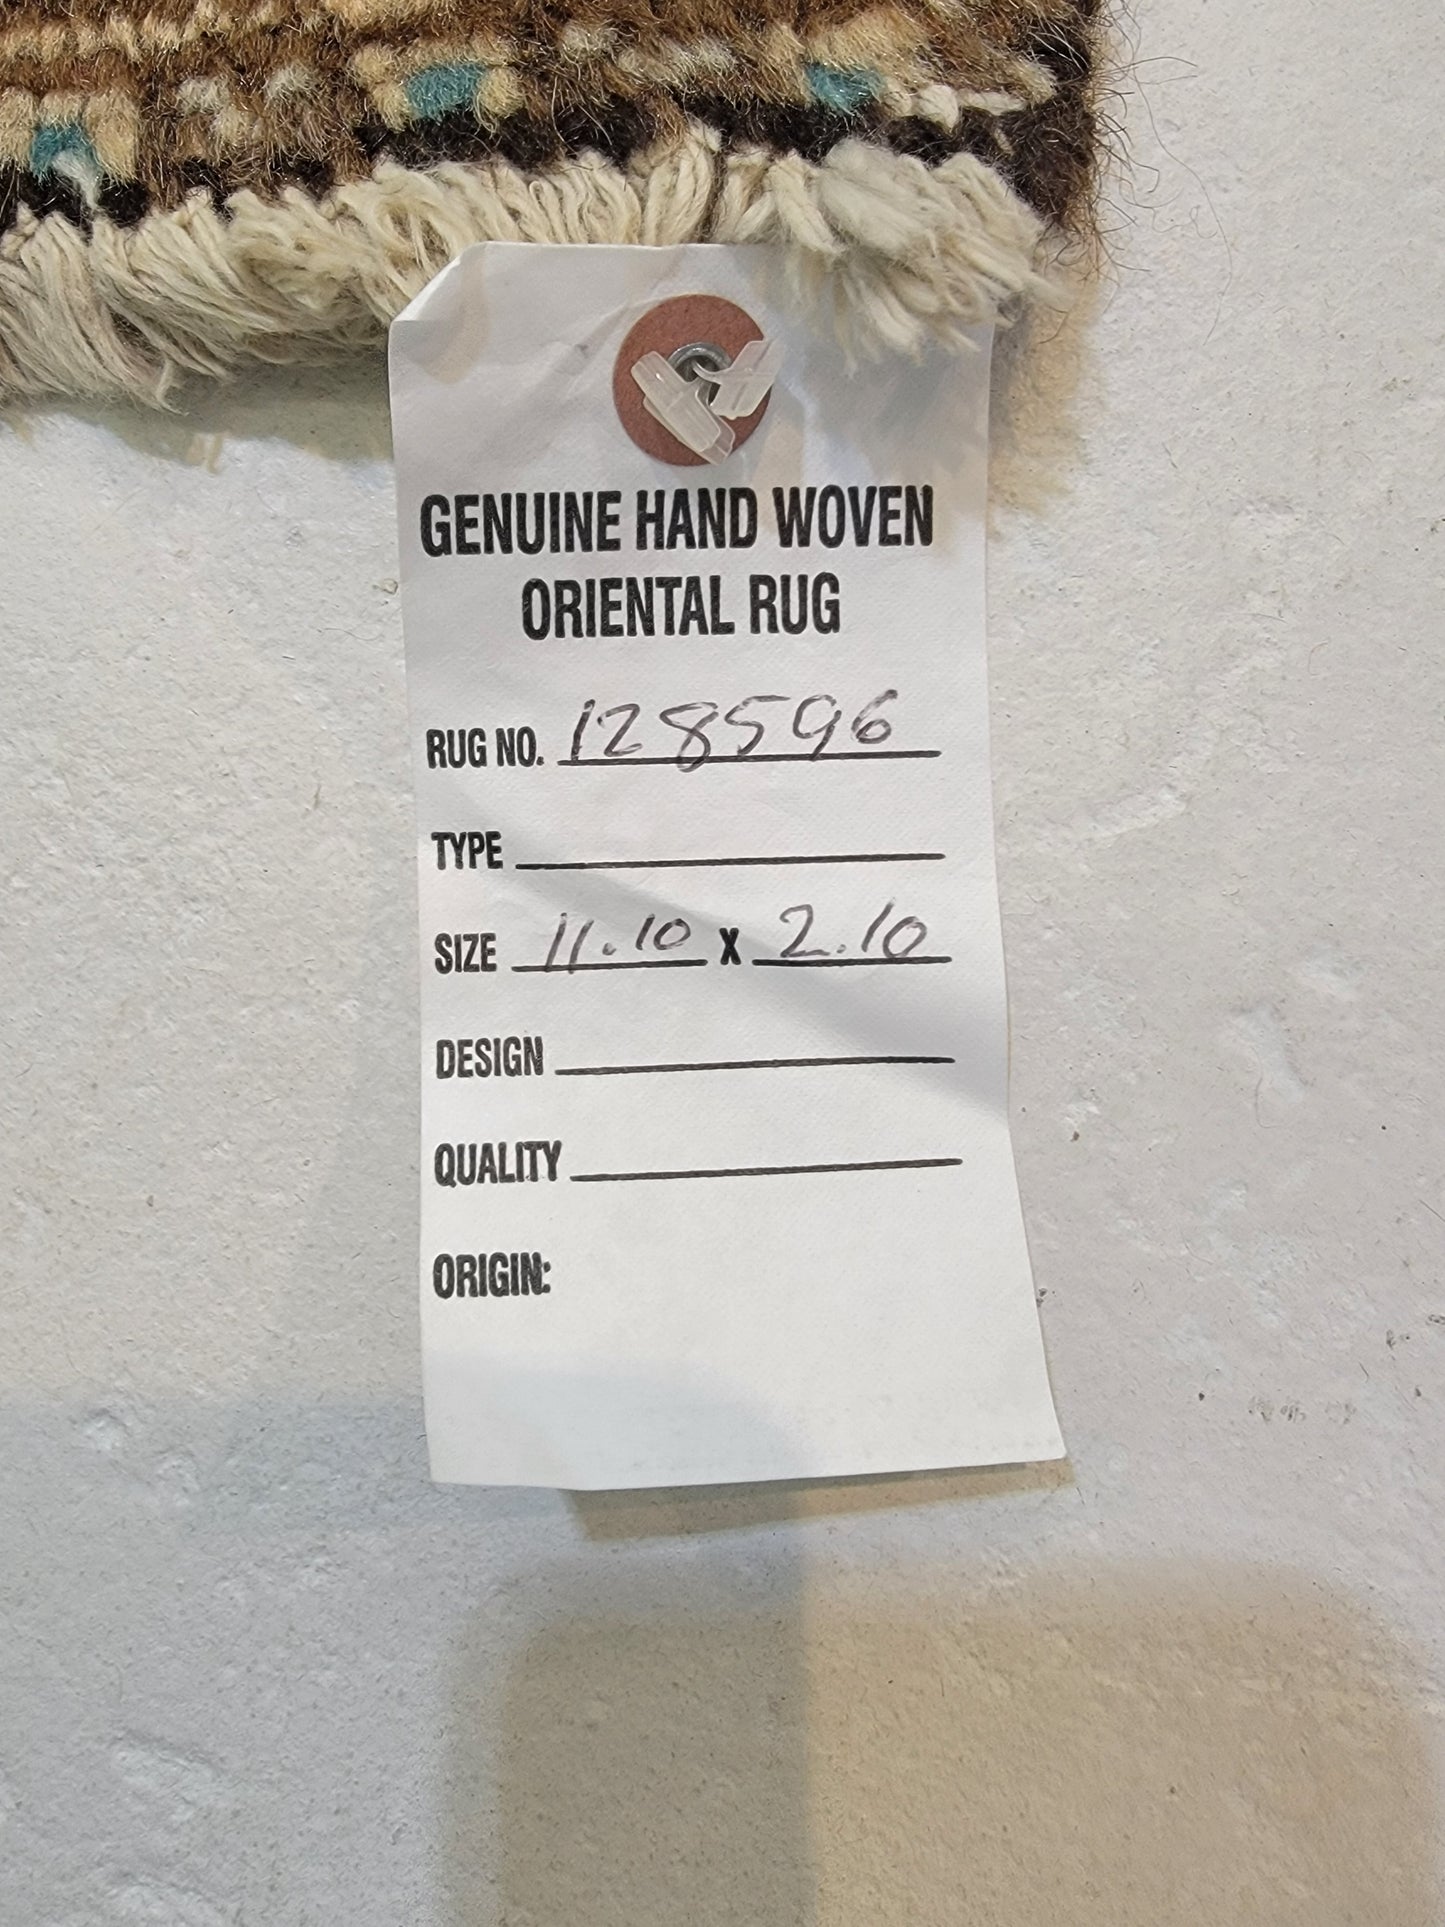 GENUINE HAND WOVEN
ORIENTAL RUG
RUG NO. 128596
TYPE
SIZE 11.10 X 2.10
DESIGN
QUALITY
ORIGIN: